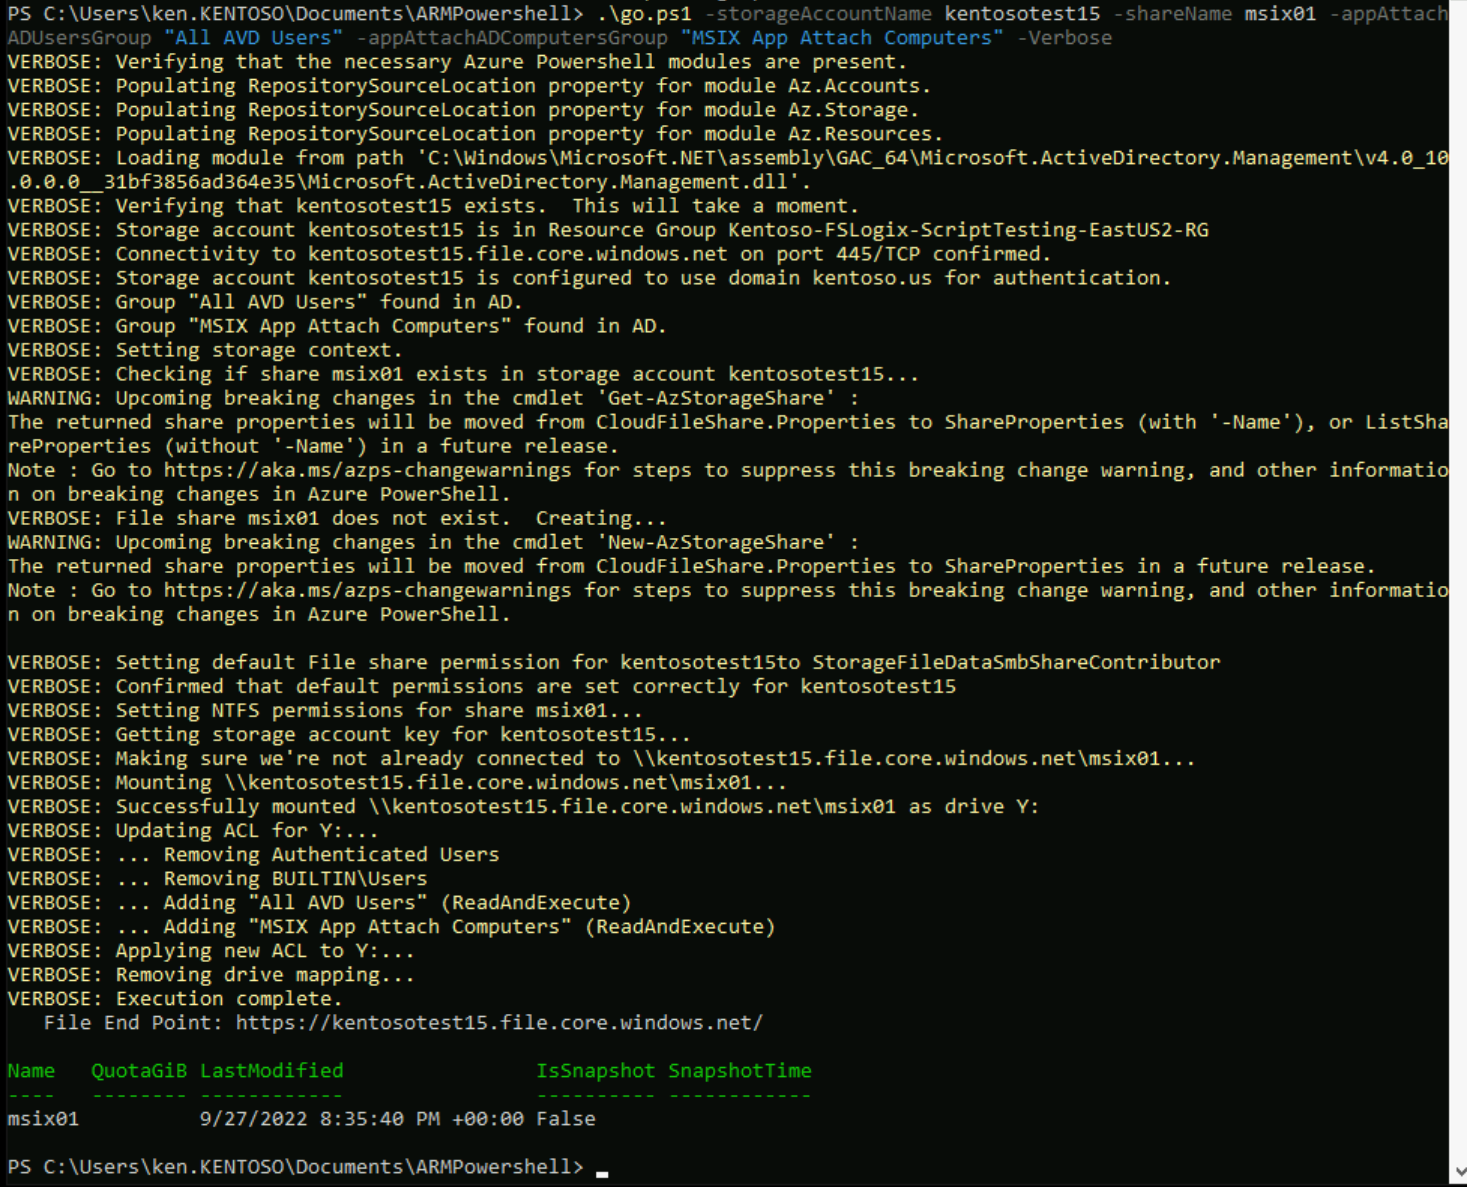 PS C:\Users\ken.KENTOSO\Documents\ARMPowershell> .\go.ps1 -storageAccountName kentosotest15 -shareName msix01 -appAttach
ADUsersGroup "All AVD Users" -appAttachADComputersGroup "MSIX App Attach Computers" -Verbose
VERBOSE: Verifying that the necessary Azure Powershell modules are present.
VERBOSE: Populating RepositorySourceLocation property for module Az.Accounts.
VERBOSE: Populating RepositorySourceLocation property for module Az.Storage.
VERBOSE: Populating RepositorySourceLocation property for module Az.Resources.
VERBOSE: Loading module from path 'C:\Windows\Microsoft.NET\assembly\GAC_64\Microsoft.ActiveDirectory.Management\v4.0_10
.0.0.0__31bf3856ad364e35\Microsoft.ActiveDirectory.Management.dll'.
VERBOSE: Verifying that kentosotest15 exists.  This will take a moment.
VERBOSE: Storage account kentosotest15 is in Resource Group Kentoso-FSLogix-ScriptTesting-EastUS2-RG
VERBOSE: Connectivity to kentosotest15.file.core.windows.net on port 445/TCP confirmed.
VERBOSE: Storage account kentosotest15 is configured to use domain kentoso.us for authentication.
VERBOSE: Group "All AVD Users" found in AD.
VERBOSE: Group "MSIX App Attach Computers" found in AD.
VERBOSE: Setting storage context.
VERBOSE: Checking if share msix01 exists in storage account kentosotest15...
WARNING: Upcoming breaking changes in the cmdlet 'Get-AzStorageShare' :
The returned share properties will be moved from CloudFileShare.Properties to ShareProperties (with '-Name'), or ListSha
reProperties (without '-Name') in a future release.
Note : Go to https://aka.ms/azps-changewarnings for steps to suppress this breaking change warning, and other informatio
n on breaking changes in Azure PowerShell.
VERBOSE: File share msix01 does not exist.  Creating...
WARNING: Upcoming breaking changes in the cmdlet 'New-AzStorageShare' :
The returned share properties will be moved from CloudFileShare.Properties to ShareProperties in a future release.
Note : Go to https://aka.ms/azps-changewarnings for steps to suppress this breaking change warning, and other informatio
n on breaking changes in Azure PowerShell.
VERBOSE: Setting default File share permission for kentosotest15to StorageFileDataSmbShareContributor
VERBOSE: Confirmed that default permissions are set correctly for kentosotest15
VERBOSE: Setting NTFS permissions for share msix01...
VERBOSE: Getting storage account key for kentosotest15...
VERBOSE: Making sure we're not already connected to \\kentosotest15.file.core.windows.net\msix01...
VERBOSE: Mounting \\kentosotest15.file.core.windows.net\msix01...
VERBOSE: Successfully mounted \\kentosotest15.file.core.windows.net\msix01 as drive Y:
VERBOSE: Updating ACL for Y:...
VERBOSE: ... Removing Authenticated Users
VERBOSE: ... Removing BUILTIN\Users
VERBOSE: ... Adding "All AVD Users" (ReadAndExecute)
VERBOSE: ... Adding "MSIX App Attach Computers" (ReadAndExecute)
VERBOSE: Applying new ACL to Y:...
VERBOSE: Removing drive mapping...
VERBOSE: Execution complete.
   File End Point: https://kentosotest15.file.core.windows.net/
Name   QuotaGiB LastModified                IsSnapshot SnapshotTime
----   -------- ------------                ---------- ------------
msix01          9/27/2022 8:35:40 PM +00:00 False
PS C:\Users\ken.KENTOSO\Documents\ARMPowershell>